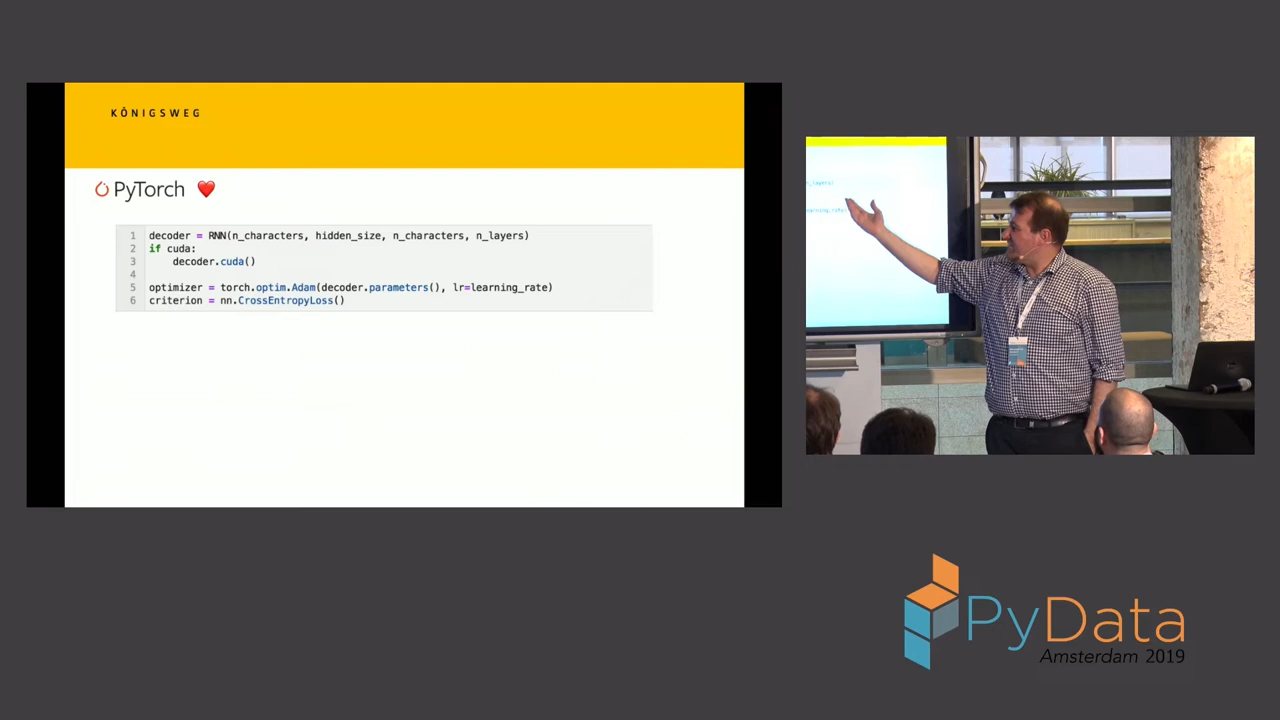 KÖNIGSWEG
PyTorch ❤️
1 decoder = RNN(n_characters, hidden_size, n_characters, n_layers)
2 if cuda:
3     decoder.cuda()
4
5 optimizer = torch.optim.Adam(decoder.parameters(), lr=learning_rate)
6 criterion = nn.CrossEntropyLoss()
n_layers)
PyData
Amsterdam 2019